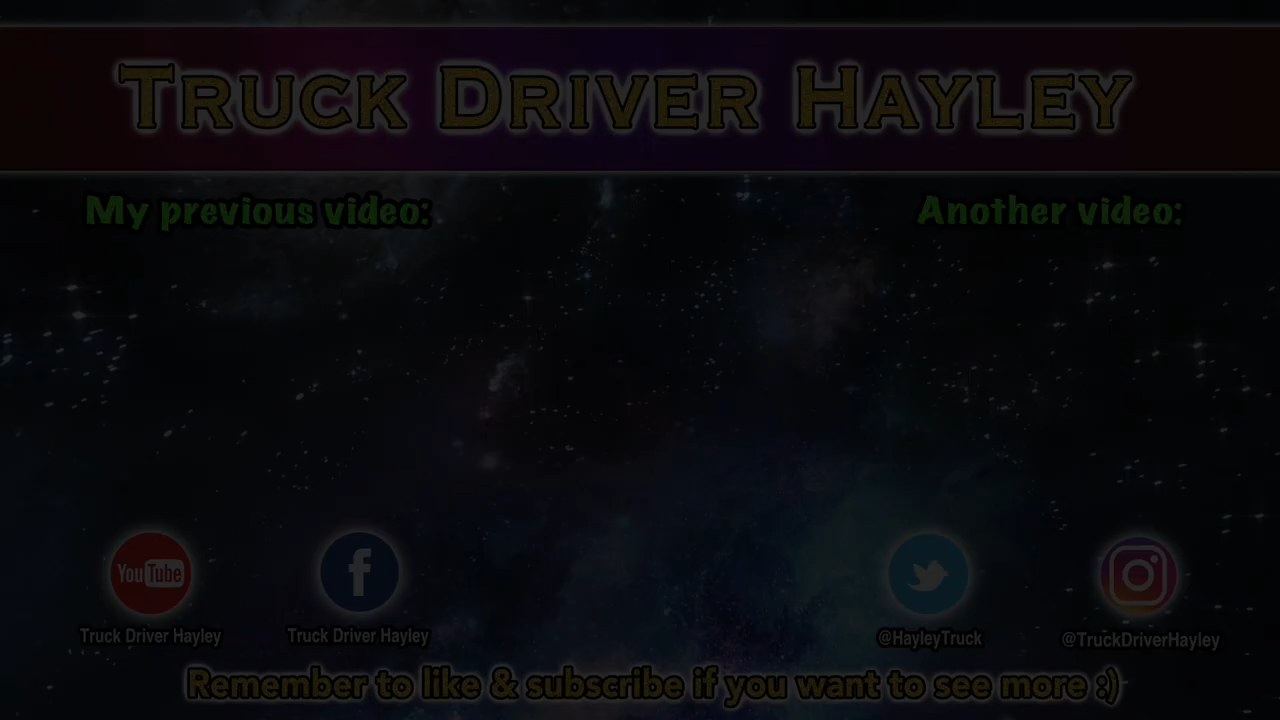 Truck Driver Hayley
My previous video:
Another video:
YouTube
Truck Driver Hayley
Truck Driver Hayley
@HayleyTruck
@TruckDriverHayley
Remember to like & subscribe if you want to see more :)